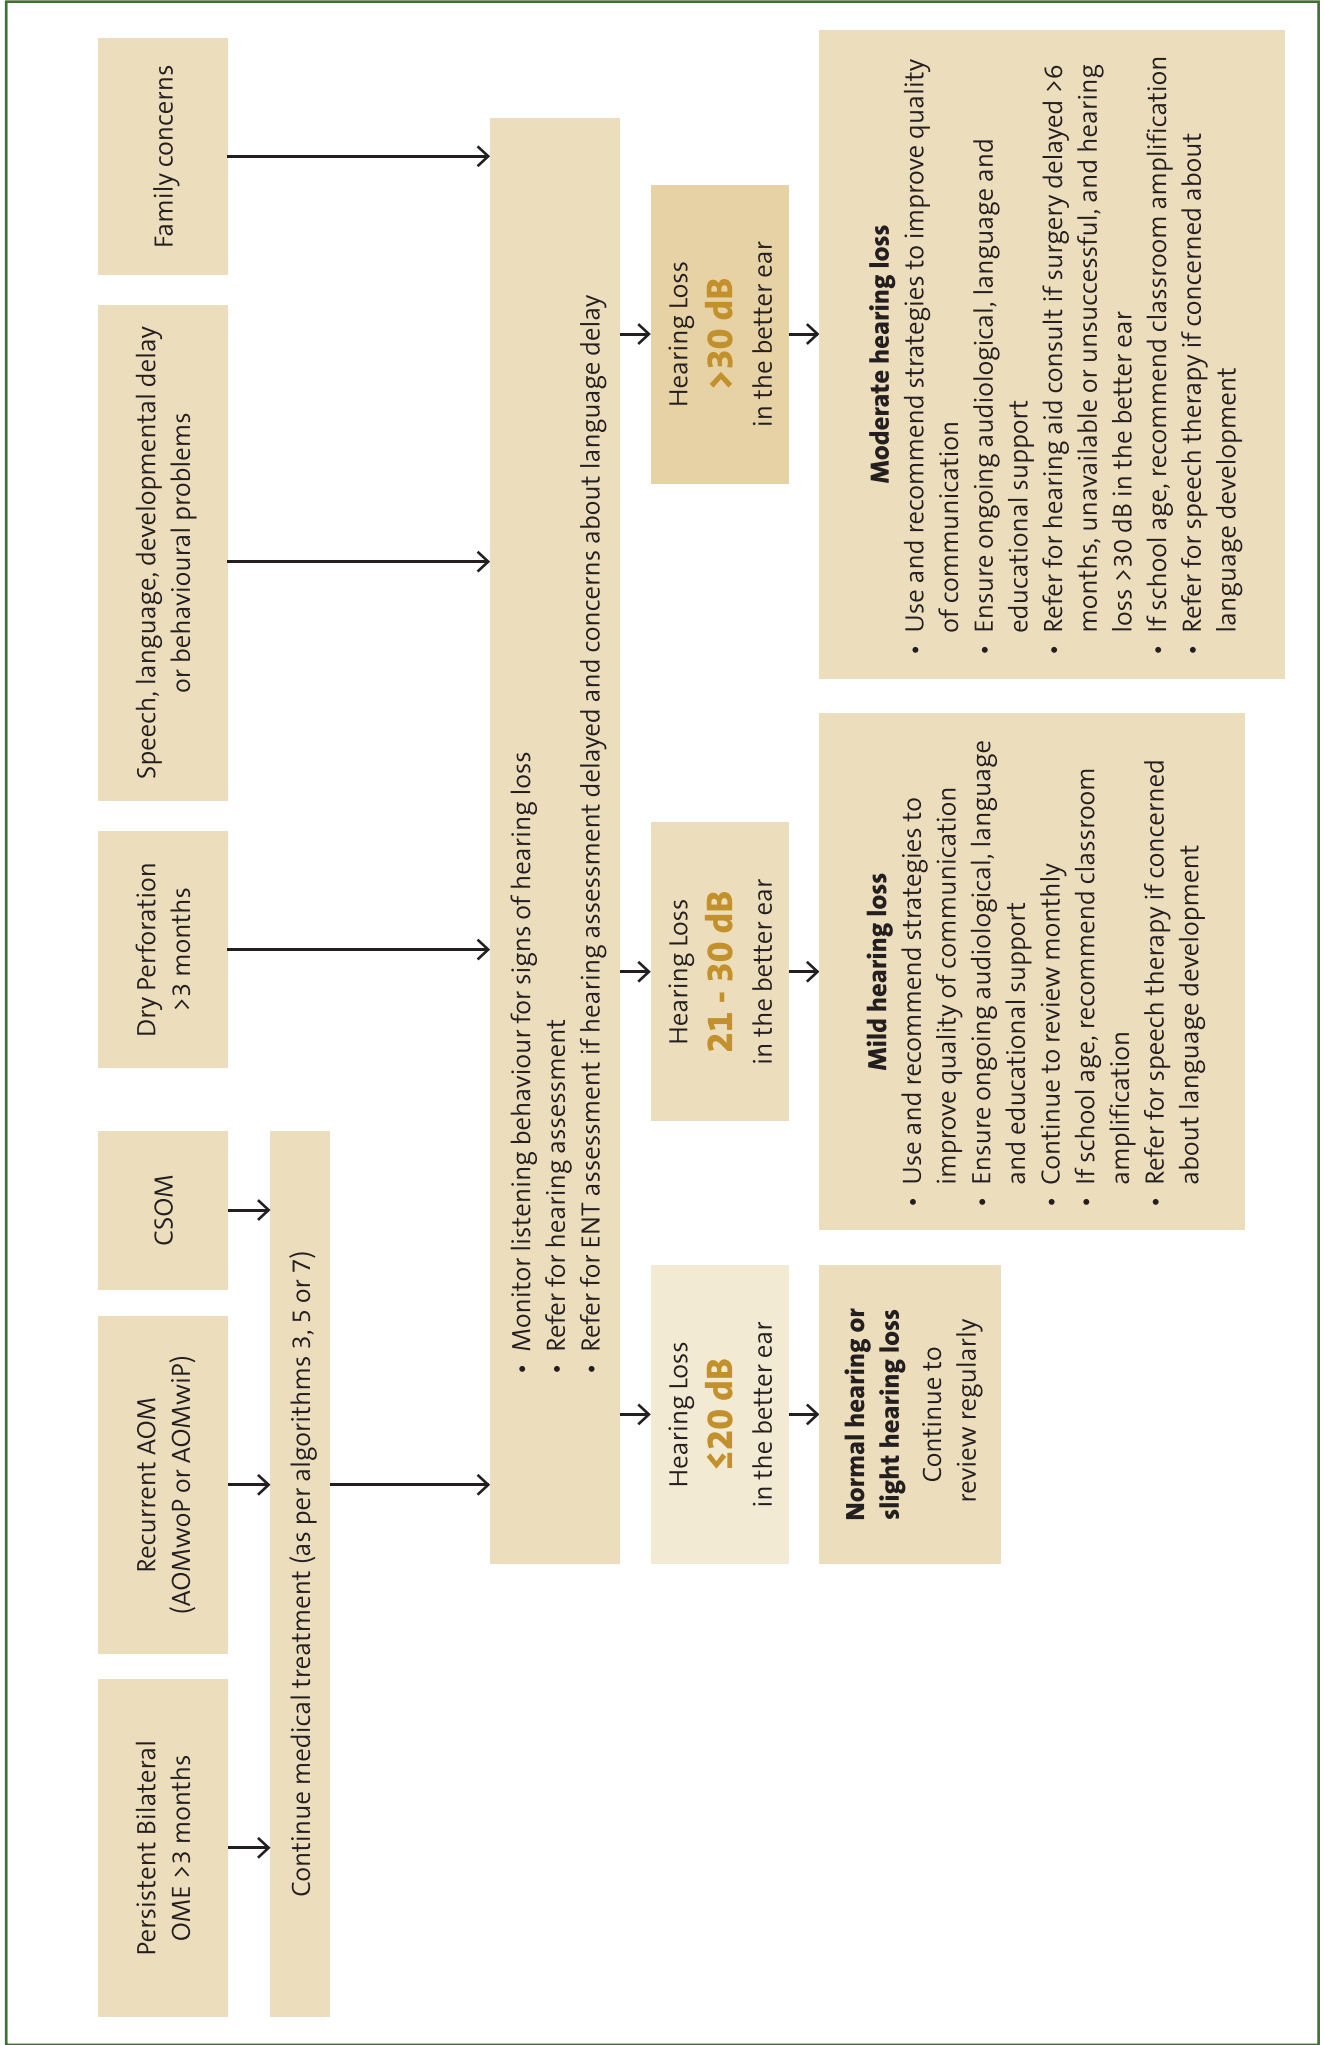 Persistent Bilateral
OME >3 months
Recurrent AOM
(AOMwoP or AOMwiP)
CSOM
Dry Perforation
>3 months
Speech, language, developmental delay
or behavioural problems
Family concerns
Continue medical treatment (as per algorithms 3, 5 or 7)
• Monitor listening behaviour for signs of hearing loss
• Refer for hearing assessment
• Refer for ENT assessment if hearing assessment delayed and concerns about language delay
Hearing Loss
≤20 dB
in the better ear
Hearing Loss
21 - 30 dB
in the better ear
Hearing Loss
>30 dB
in the better ear
Normal hearing or
slight hearing loss
Continue to
review regularly
Mild hearing loss
• Use and recommend strategies to
improve quality of communication
• Ensure ongoing audiological, language
and educational support
• Continue to review monthly
• If school age, recommend classroom
amplification
• Refer for speech therapy if concerned
about language development
Moderate hearing loss
• Use and recommend strategies to improve quality
of communication
• Ensure ongoing audiological, language and
educational support
• Refer for hearing aid consult if surgery delayed >6
months, unavailable or unsuccessful, and hearing
loss >30 dB in the better ear
• If school age, recommend classroom amplification
• Refer for speech therapy if concerned about
language development